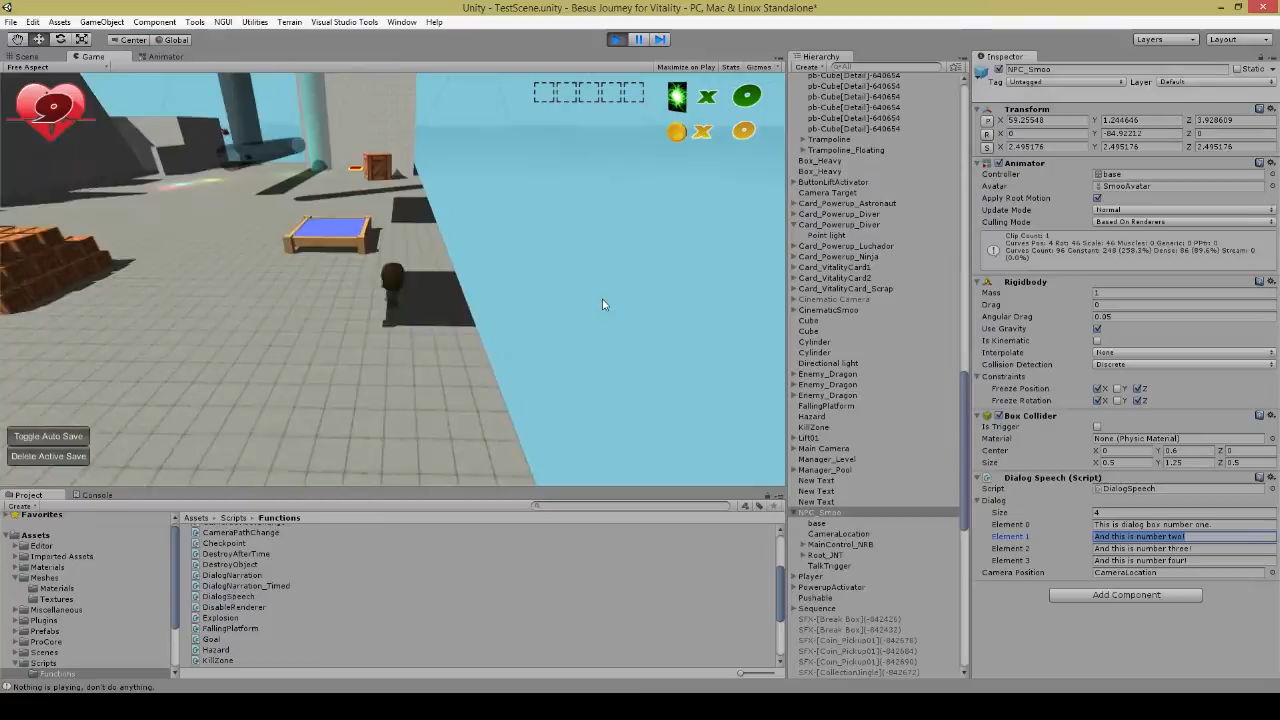 Unity - TestScene.unity - Besus Journey for Vitality - PC, Mac & Linux Standalone*
File Edit Assets GameObject Component Tools NGUI Utilities Terrain Visual Studio Tools Window Help
Center Global Layers Layout
Scene Game Animator
Free Aspect Maximize on Play Stats Gizmos
9
x 0
x 0
Toggle Auto Save
Delete Active Save
Hierarchy
Create All
pb-Cube[Detail]-640654
pb-Cube[Detail]-640654
pb-Cube[Detail]-640654
pb-Cube[Detail]-640654
pb-Cube[Detail]-640654
pb-Cube[Detail]-640654
Trampoline
Trampoline_Floating
Box_Heavy
Box_Heavy
ButtonLiftActivator
Camera Target
Card_Powerup_Astronaut
Card_Powerup_Diver
Card_Powerup_Diver
Point light
Card_Powerup_Luchador
Card_Powerup_Ninja
Card_VitalityCard1
Card_VitalityCard2
Card_VitalityCard_Scrap
Cinematic Camera
CinematicSmoo
Cube
Cube
Cylinder
Cylinder
Directional light
Enemy_Dragon
Enemy_Dragon
Enemy_Dragon
FallingPlatform
Hazard
KillZone
Lift01
Main Camera
Manager_Level
Manager_Pool
New Text
New Text
New Text
NPC_Smoo
base
CameraLocation
MainControl_NRB
Root_JNT
TalkTrigger
Player
PowerupActivator
Pushable
Sequence
SFX-[Break Box](-842426)
SFX-[Break Box](-842432)
SFX-[Coin_Pickup01](-842678)
SFX-[Coin_Pickup01](-842684)
SFX-[Coin_Pickup01](-842690)
SFX-[CollectionJingle](-842672)
Inspector
NPC_Smoo Static
Tag Untagged Layer Default
Transform
P X 59.25548 Y 1.244646 Z 3.928609
R X 0 Y -84.92212 Z 0
S X 2.495176 Y 2.495176 Z 2.495176
Animator
Controller base
Avatar SmooAvatar
Apply Root Motion
Update Mode Normal
Culling Mode Based On Renderers
Clip Count: 1
Curves Pos: 4 Rot: 46 Scale: 46 Muscles: 0 Generic: 0 PPtr: 0
Curves Count: 96 Constant: 248 (258.3%) Dense: 86 (89.6%) Stream: 0
(0.0%)
Rigidbody
Mass 1
Drag 0
Angular Drag 0.05
Use Gravity
Is Kinematic
Interpolate None
Collision Detection Discrete
Constraints
Freeze Position X Y Z
Freeze Rotation X Y Z
Box Collider
Is Trigger
Material None (Physic Material)
Center X 0 Y 0.6 Z 0
Size X 0.5 Y 1.25 Z 0.5
Dialog Speech (Script)
Script DialogSpeech
Dialog
Size 4
Element 0 This is dialog box number one.
Element 1 And this is number two!
Element 2 And this is number three!
Element 3 And this is number four!
Camera Position CameraLocation
Add Component
Project Console
Create
Favorites
Assets
Editor
Imported Assets
Materials
Meshes
Materials
Textures
Miscellaneous
Plugins
Prefabs
ProCore
Scenes
Scripts
Functions
Assets Scripts Functions
CameraPathChange
Checkpoint
DestroyAfterTime
DestroyObject
DialogNarration
DialogNarration_Timed
DialogSpeech
DisableRenderer
Explosion
FallingPlatform
Goal
Hazard
KillZone
Nothing is playing, don't do anything.